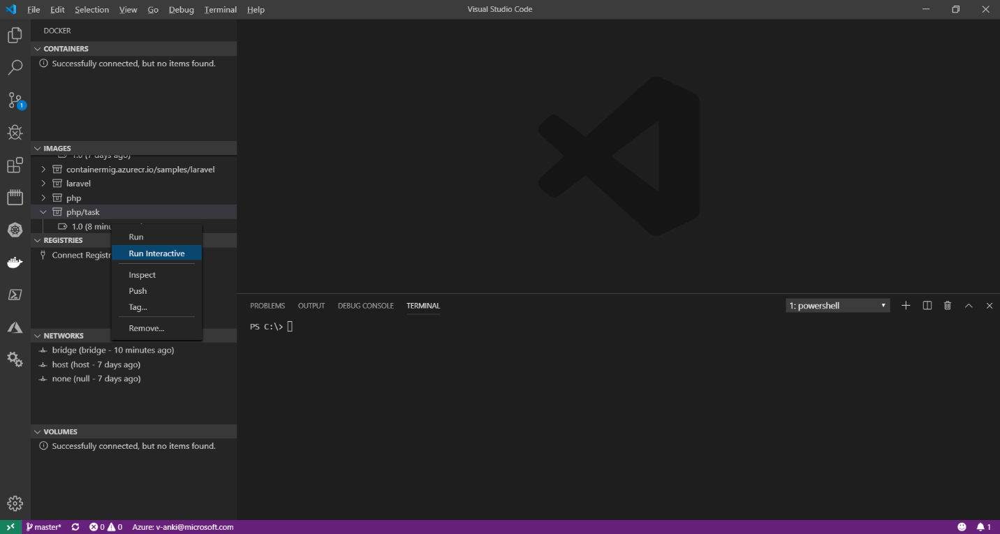 File Edit Selection View Go Debug Terminal Help
Visual Studio Code
DOCKER
CONTAINERS
Successfully connected, but no items found.
1
IMAGES
1.0 (7 days ago)
containermig.azurecr.io/samples/laravel
laravel
php
php/task
1.0 (8 minu
REGISTRIES
Connect Registr
Run
Run Interactive
Inspect
Push
Tag...
Remove...
NETWORKS
bridge (bridge - 10 minutes ago)
host (host - 7 days ago)
none (null - 7 days ago)
VOLUMES
Successfully connected, but no items found.
PROBLEMS OUTPUT DEBUG CONSOLE TERMINAL
1: powershell
PS C:\>
master* 0 0 Azure: v-anki@microsoft.com
1